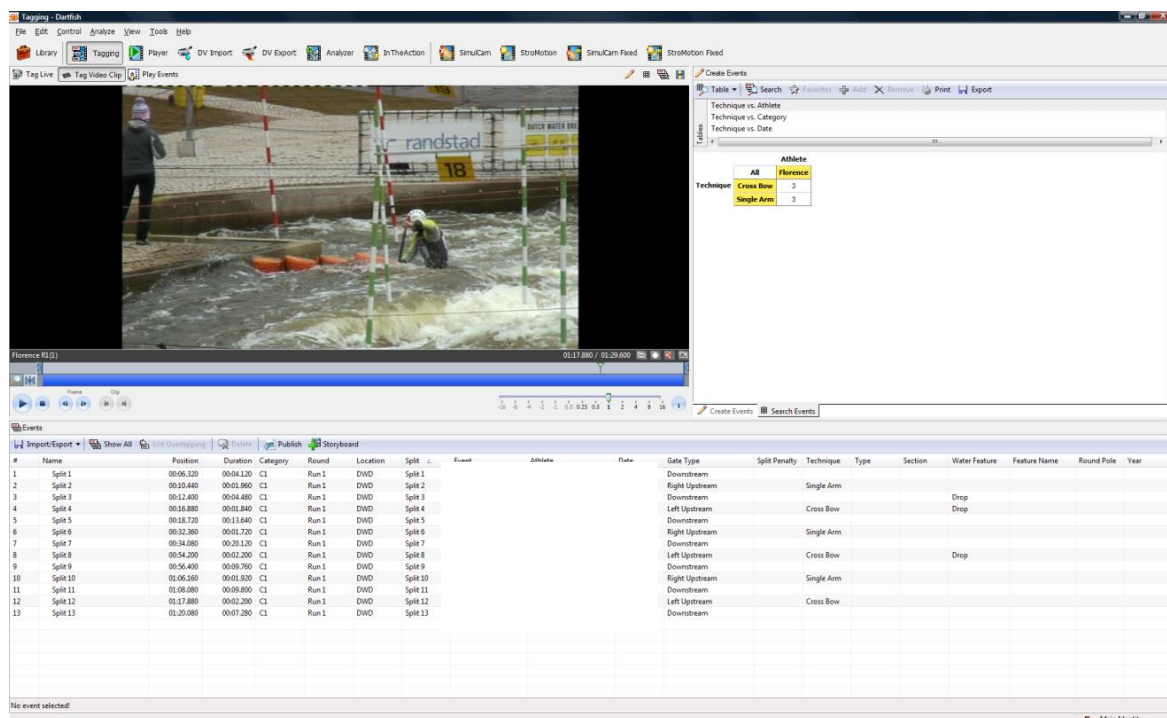 Tagging - Dartfish
File Edit Control Analyze View Tools Help
Library Tagging Player DV Import DV Export Analyzer InTheAction SimulCam StroMotion SimulCam Fixed StroMotion Fixed
Tag Live Tag Video Clip Play Events
Create Events
Table Search Favorites Add Remove Print Export
Tables
Technique vs. Athlete
Technique vs. Category
Technique vs. Date
Athlete
All Florence
Technique Cross Bow 3
Single Arm 3
randstad
DUTCH WATER
18
Florence R1(1) 01:17.880 / 01:29.600
Frame Clip
-16 -8 -4 -2 -1 0.25 0.5 1 2 4 8 16 1
Create Events Search Events
Events
Import/Export Show All List Overlapping Delete Publish Storyboard
# Name Position Duration Category Round Location Split Event Athlete Date Gate Type Split Penalty Technique Type Section Water Feature Feature Name Round Pole Year
1 Split 1 00:06.320 00:04.120 C1 Run 1 DWD Split 1 Downstream
2 Split 2 00:10.440 00:01.960 C1 Run 1 DWD Split 2 Right Upstream Single Arm
3 Split 3 00:12.400 00:04.480 C1 Run 1 DWD Split 3 Downstream Drop
4 Split 4 00:16.880 00:01.840 C1 Run 1 DWD Split 4 Left Upstream Cross Bow Drop
5 Split 5 00:18.720 00:13.640 C1 Run 1 DWD Split 5 Downstream
6 Split 6 00:32.360 00:01.720 C1 Run 1 DWD Split 6 Right Upstream Single Arm
7 Split 7 00:34.080 00:20.120 C1 Run 1 DWD Split 7 Downstream
8 Split 8 00:54.200 00:02.200 C1 Run 1 DWD Split 8 Left Upstream Cross Bow Drop
9 Split 9 00:56.400 00:09.760 C1 Run 1 DWD Split 9 Downstream
10 Split 10 01:06.160 00:01.920 C1 Run 1 DWD Split 10 Right Upstream Single Arm
11 Split 11 01:08.080 00:09.800 C1 Run 1 DWD Split 11 Downstream
12 Split 12 01:17.880 00:02.200 C1 Run 1 DWD Split 12 Left Upstream Cross Bow
13 Split 13 01:20.080 00:07.280 C1 Run 1 DWD Split 13 Downstream
No event selected!